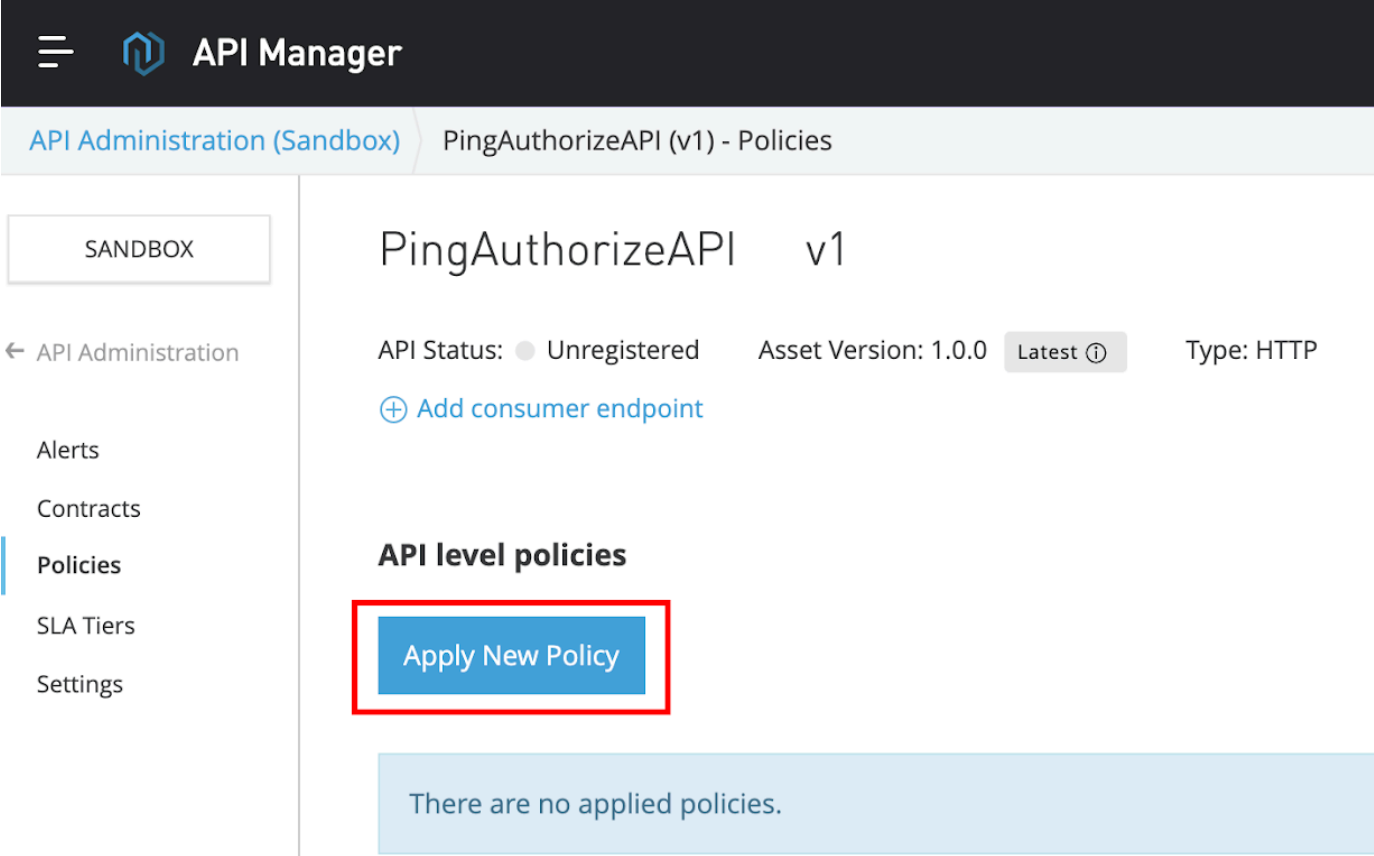 API Manager
API Administration (Sandbox) PingAuthorizeAPI (v1) - Policies
SANDBOX
PingAuthorizeAPI v1
API Administration
API Status: Unregistered Asset Version: 1.0.0 Latest Type: HTTP
Add consumer endpoint
Alerts
Contracts
Policies
SLA Tiers
Settings
API level policies
Apply New Policy
There are no applied policies.